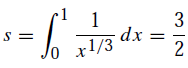 s = ∫₀¹ 1/x^{1/3} dx = 3/2